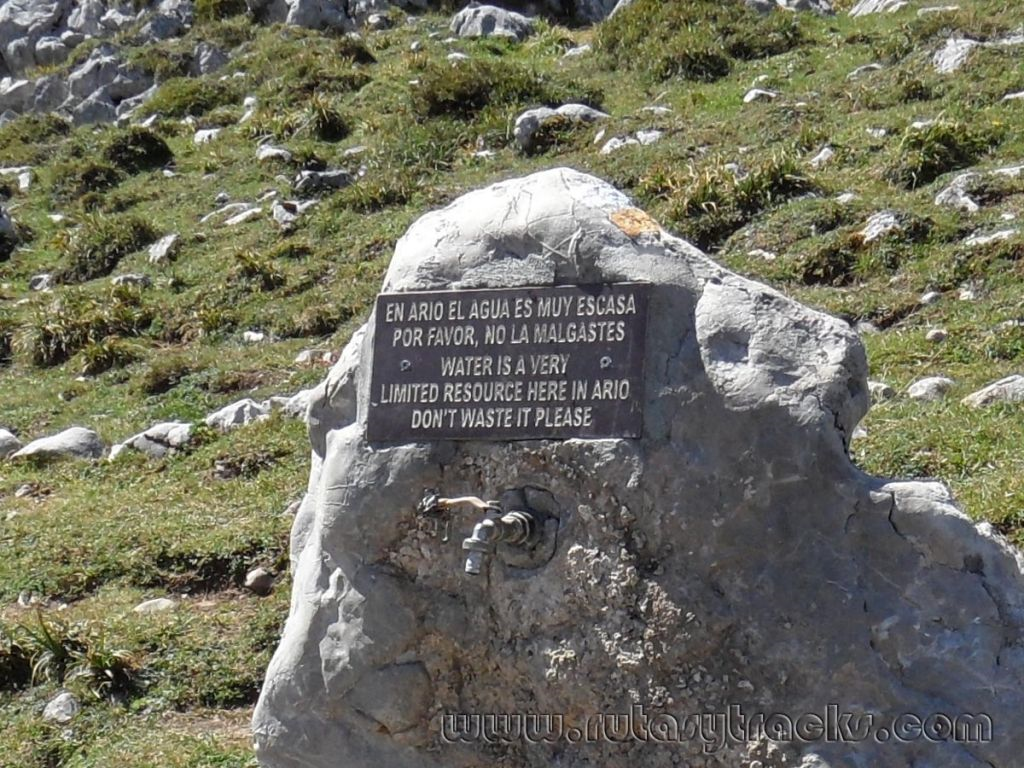 EN ARIO EL AGUA ES MUY ESCASA
POR FAVOR, NO LA MALGASTES
WATER IS A VERY
LIMITED RESOURCE HERE IN ARIO
DON'T WASTE IT PLEASE
www.rutasytracks.com